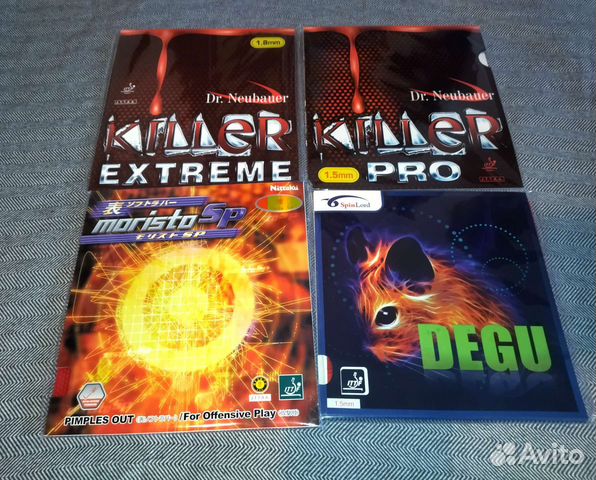 1.8mm
Dr. Neubauer
KILLER
EXTREME
Dr. Neubauer
KILLER
1.5mm
PRO
Nittaku
表ソフトラバー
moristo SP
モリストSP
PIMPLES OUT
/For Offensive Play
SpinLord
DEGU
1.5mm
Avito